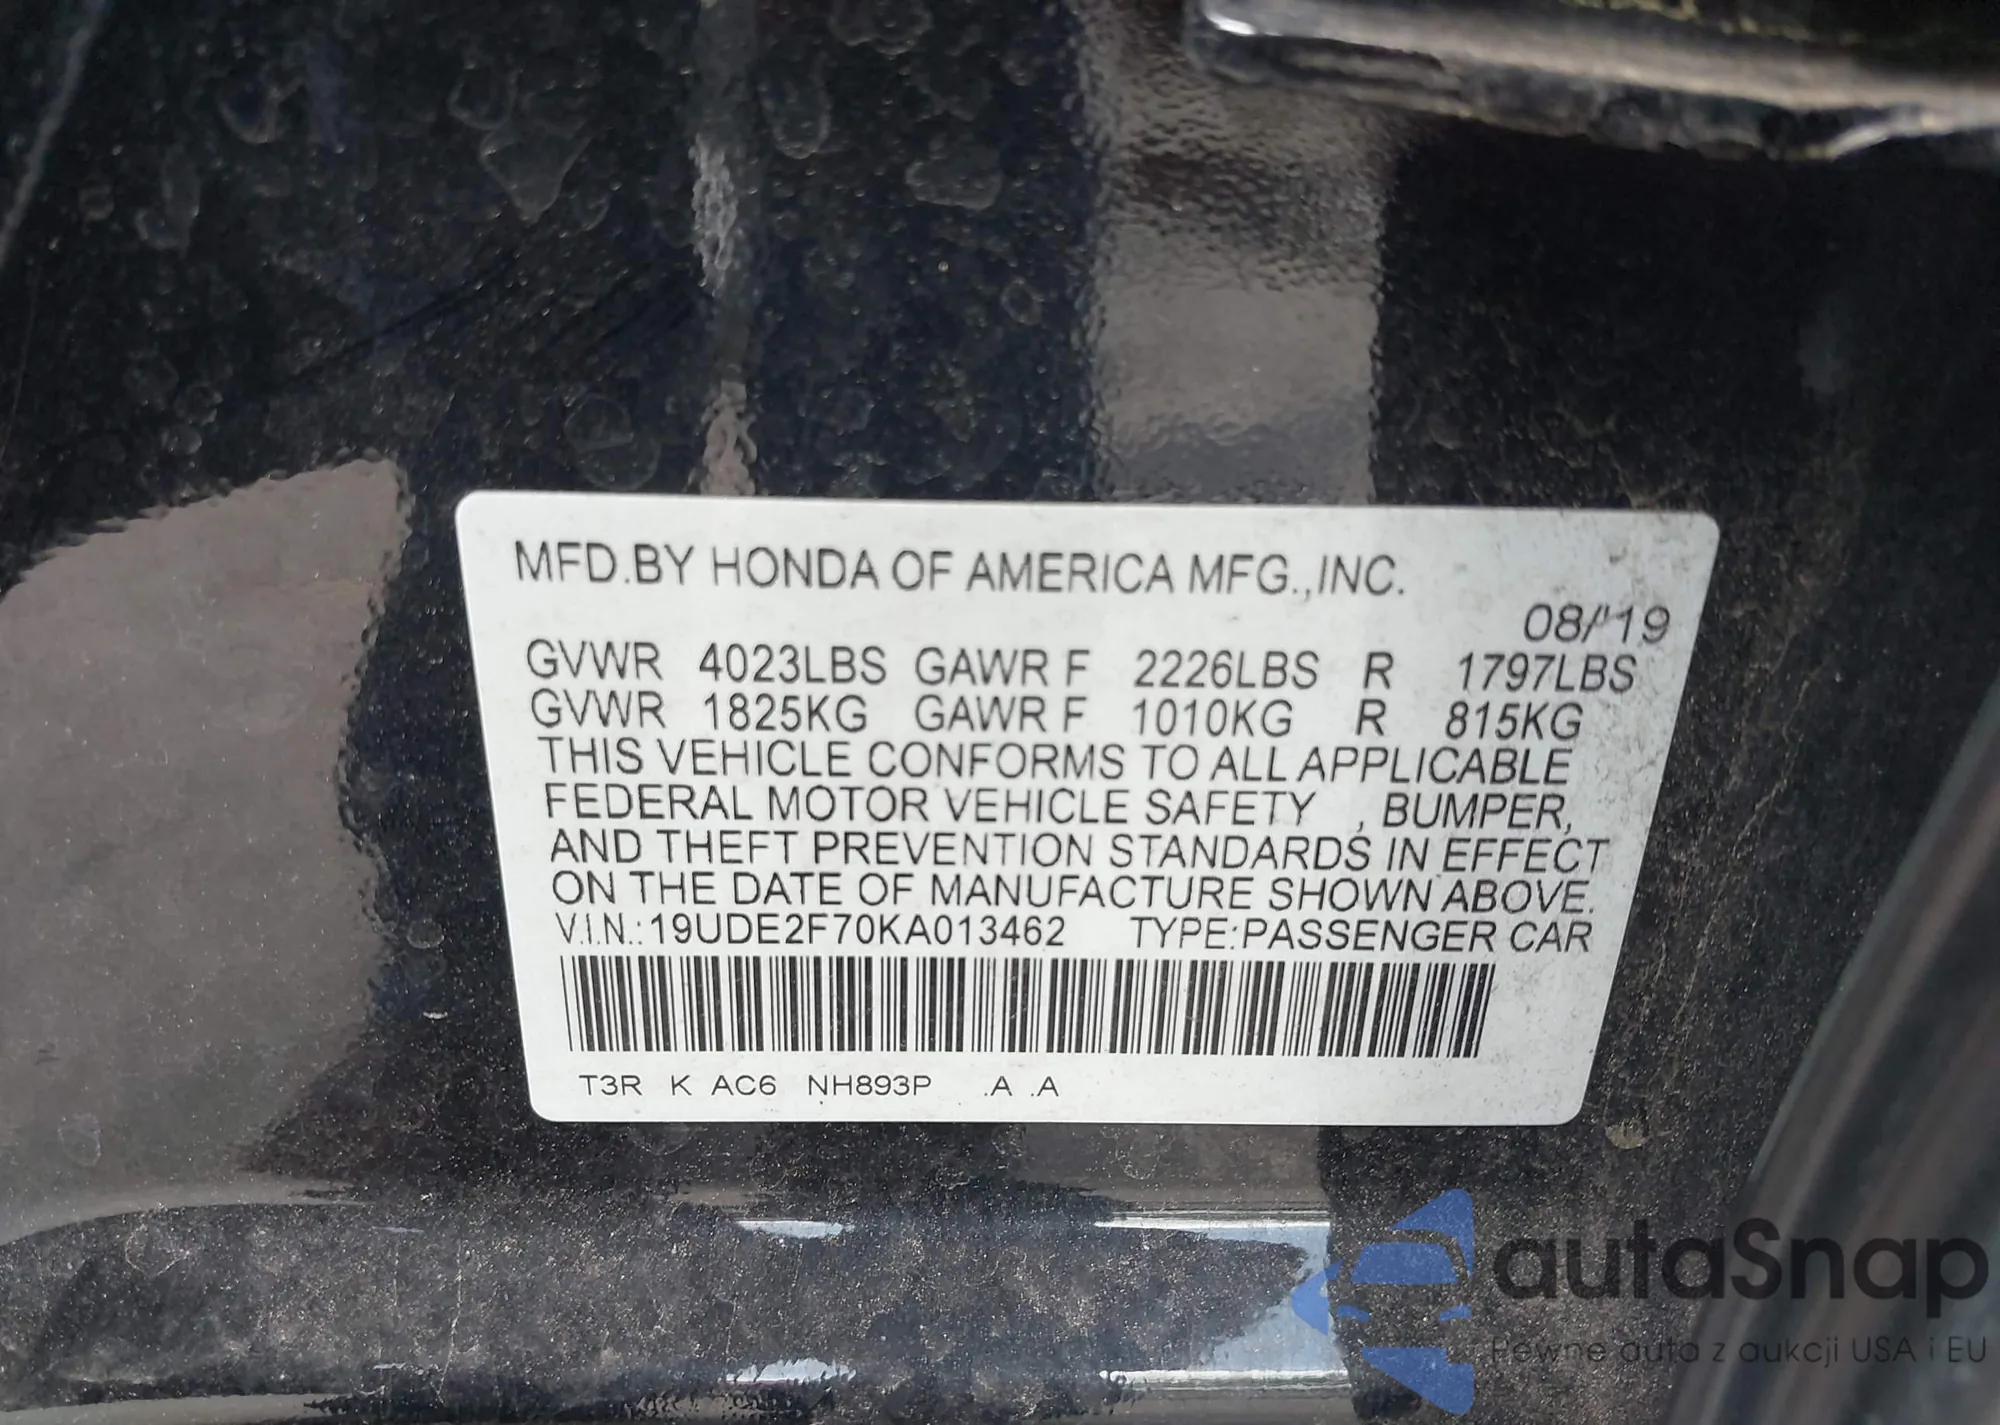 MFD.BY HONDA OF AMERICA MFG.,INC.
08/'19
GVWR 4023LBS GAWR F 2226LBS R 1797LBS
GVWR 1825KG GAWR F 1010KG R 815KG
THIS VEHICLE CONFORMS TO ALL APPLICABLE
FEDERAL MOTOR VEHICLE SAFETY , BUMPER,
AND THEFT PREVENTION STANDARDS IN EFFECT
ON THE DATE OF MANUFACTURE SHOWN ABOVE.
V.I.N.:19UDE2F70KA013462 TYPE:PASSENGER CAR
T3R K AC6 NH893P .A .A
autaSnap
Pewne auta z aukcji USA i EU